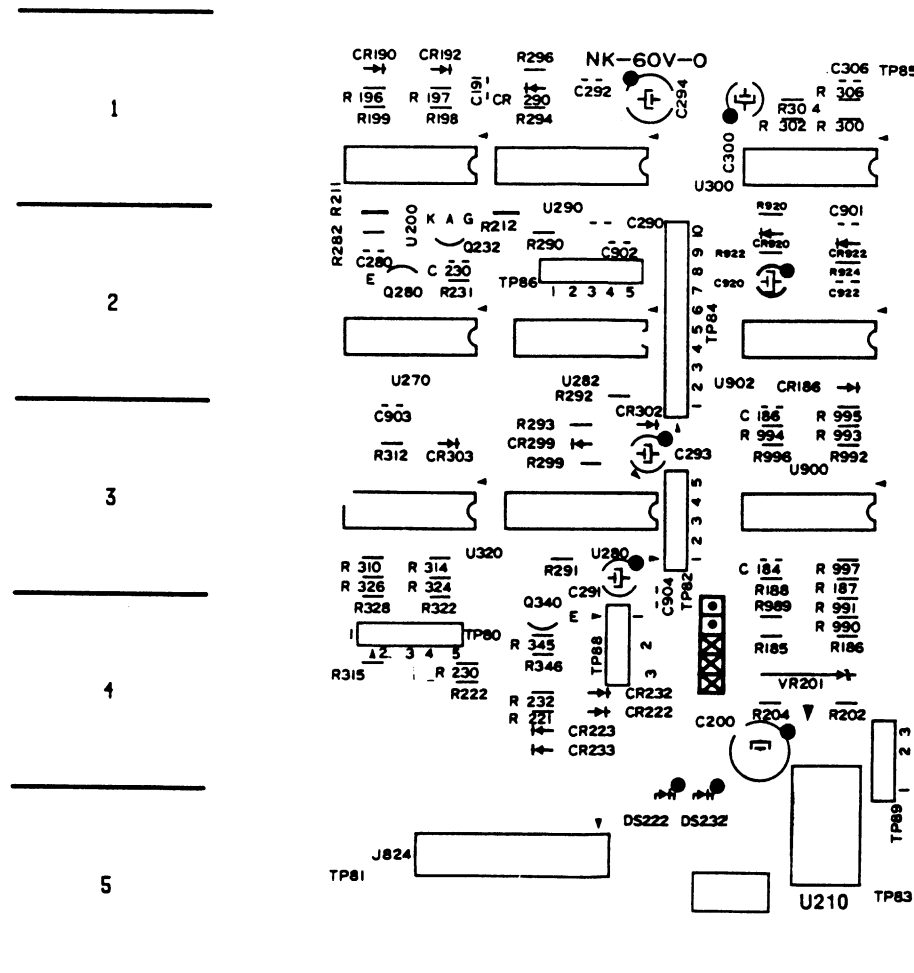 CR190 CR192 R296 NK-60V-0 C306 TP85
R 196 R 197 C191 CR 290 C292 C294 R30 4 R 306
R199 R198 R294 R 302 R 300
1
C300
U300
R211 U200 K A G R212 U290 C290 10 R920 C901
R282 Q232 R290 C902 9 R922 CR920 CR922
C280 C 230 8 R924
E Q280 R231 TP86 1 2 3 4 5 7 C920 C922
2
6
5 TP84
4
3
U270 U282 2 U902 CR186
R292
C903 CR302 1 C 186 R 995
R293 R 994 R 993
R312 CR303 CR299 C293 R996 R992
R299 U900
3
5
4
3
2
U320 U280 1
R 310 R 314 R291 C 184 R 997
R 326 R 324 C291 C904 TP82 R188 R 187
R328 R322 Q340 E 1 R989 R 991
1 TP80 R 990
2 3 4 5 R 345 TP88 2 R185 R186
R315 R 230 R346 3
R222 VR201
4
R 232 CR232
R 221 CR222 C200 R204 R202
CR223 3
CR233 2
1
DS222 DS232 TP89
J824
TP81
5
U210 TP83